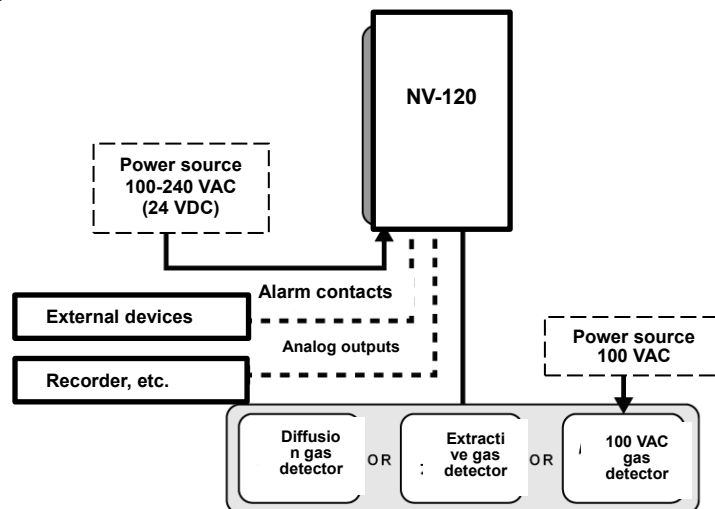 NV-120
Power source
100-240 VAC
(24 VDC)
Alarm contacts
External devices
Analog outputs
Recorder, etc.
Power source
100 VAC
Diffusio
n gas
detector
OR
Extracti
ve gas
detector
OR
100 VAC
gas
detector